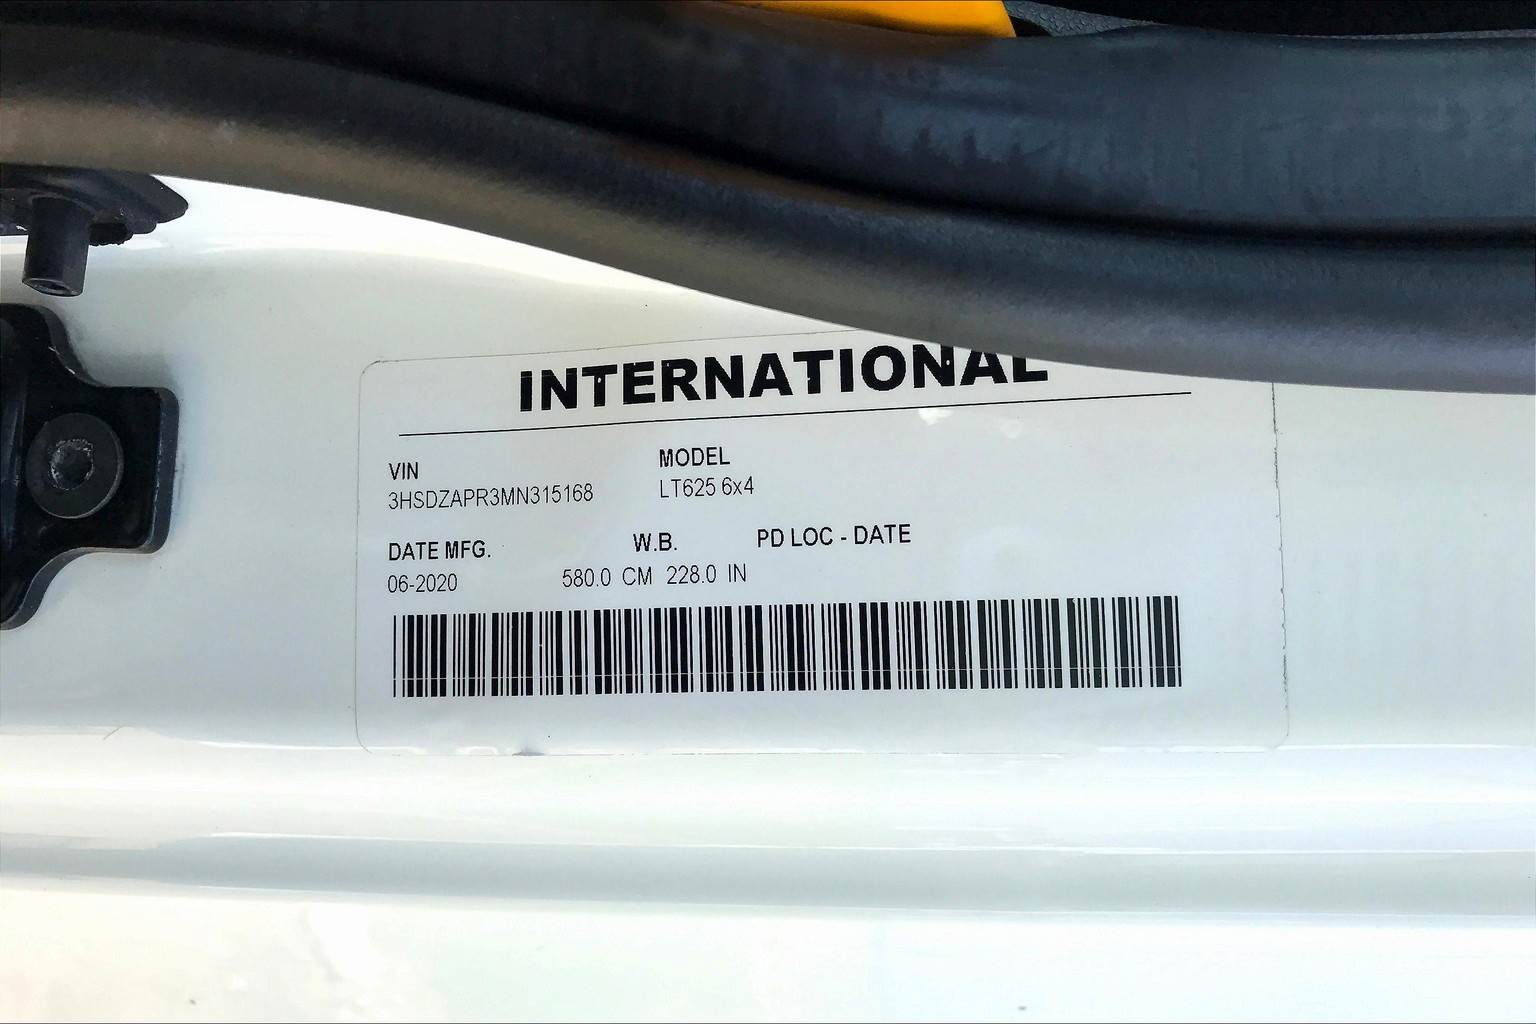 INTERNATIONAL
VIN
3HSDZAPR3MN315168
MODEL
LT625 6x4
DATE MFG.
06-2020
W.B.
580.0 CM 228.0 IN
PD LOC - DATE